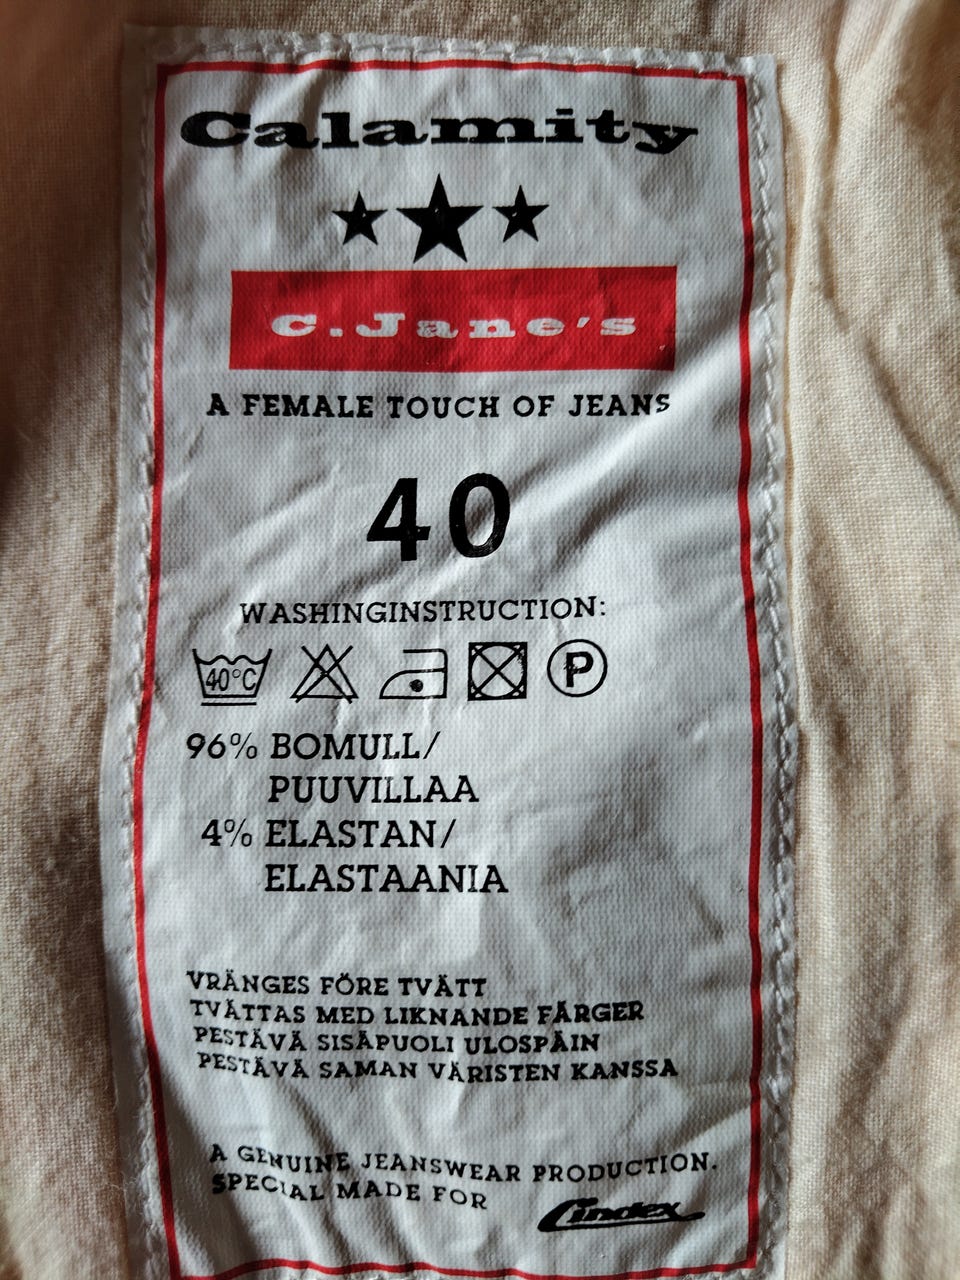 Calamity
C.Jane's
A FEMALE TOUCH OF JEANS
40
WASHINGINSTRUCTION:
40°C P
96% BOMULL/
PUUVILLAA
4% ELASTAN/
ELASTAANIA
VRÄNGES FÖRE TVÄTT
TVÄTTAS MED LIKNANDE FÄRGER
PESTÄVÄ SISÄPUOLI ULOSPÄIN
PESTÄVÄ SAMAN VÄRISTEN KANSSA
A GENUINE JEANSWEAR PRODUCTION.
SPECIAL MADE FOR Lindex